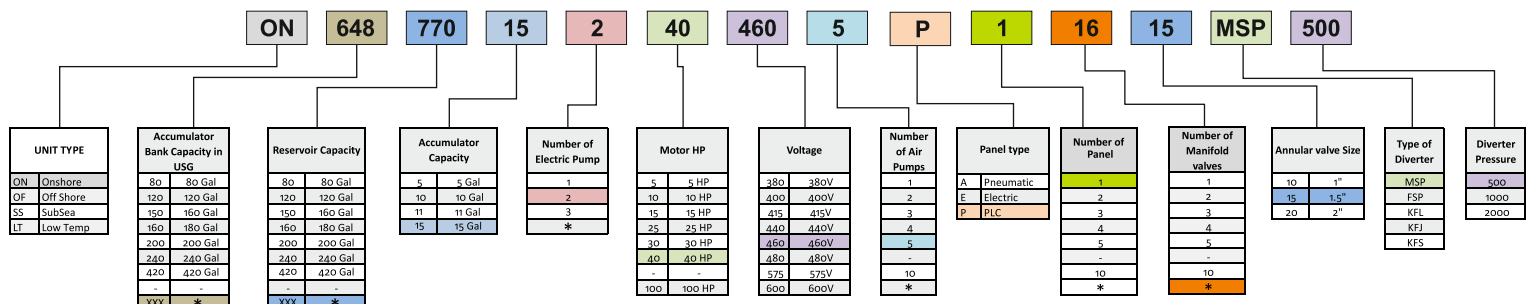 ON 648 770 15 2 40 460 5 P 1 16 15 MSP 500
UNIT TYPE
ON Onshore
OF Off Shore
SS SubSea
LT Low Temp
Accumulator
Bank Capacity in
USG
80 80 Gal
120 120 Gal
150 160 Gal
160 180 Gal
200 200 Gal
240 240 Gal
420 420 Gal
- -
XXX *
Reservoir Capacity
80 80 Gal
120 120 Gal
150 160 Gal
160 180 Gal
200 200 Gal
240 240 Gal
420 420 Gal
- -
XXX *
Accumulator
Capacity
5 5 Gal
10 10 Gal
11 11 Gal
15 15 Gal
Number of
Electric Pump
1
2
3
*
Motor HP
5 5 HP
10 10 HP
15 15 HP
25 25 HP
30 30 HP
40 40 HP
- -
100 100 HP
Voltage
380 380V
400 400V
415 415V
440 440V
460 460V
480 480V
575 575V
600 600V
Number
of Air
Pumps
1
2
3
4
5
-
10
*
Panel type
A Pneumatic
E Electric
P PLC
Number of
Panel
1
2
3
4
5
-
10
*
Number of
Manifold
valves
1
2
3
4
5
-
10
*
Annular valve Size
10 1"
15 1.5"
20 2"
Type of
Diverter
MSP
FSP
KFL
KFJ
KFS
Diverter
Pressure
500
1000
2000